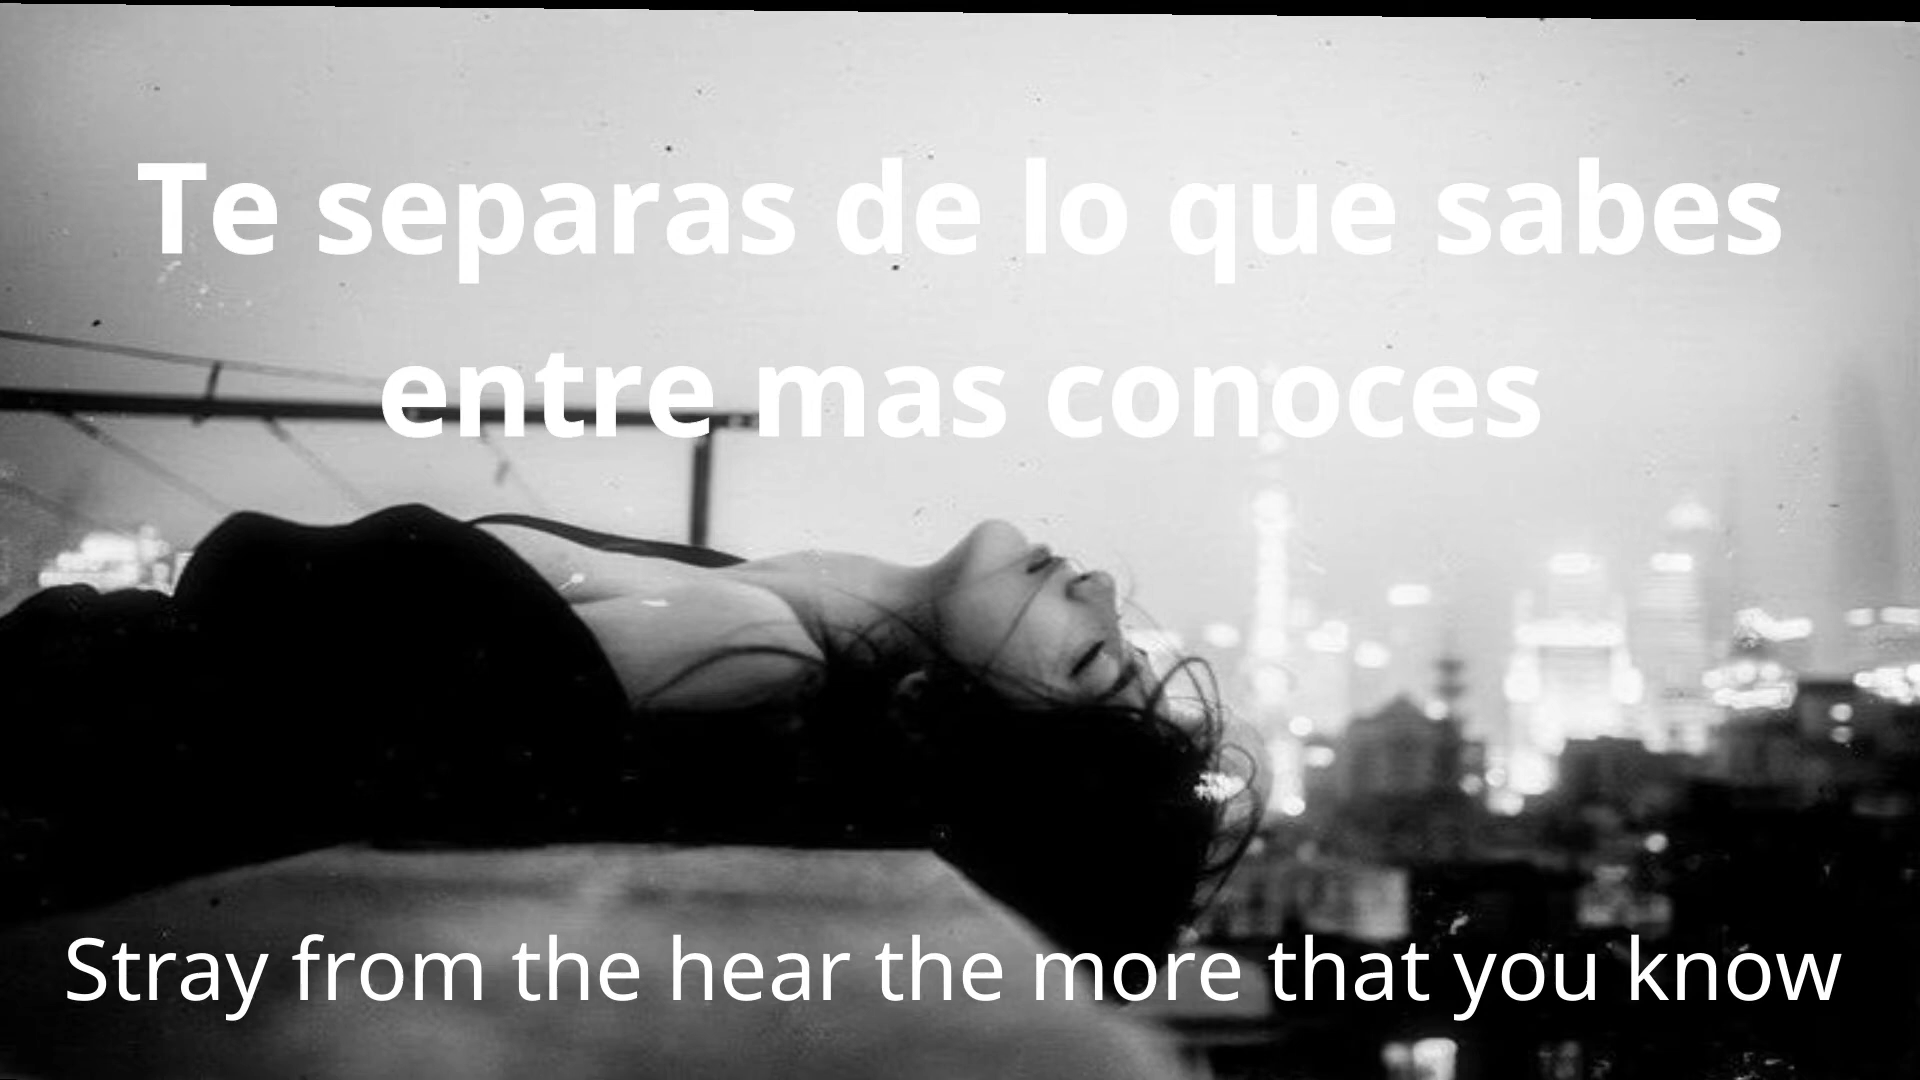 Te separas de lo que sabes
entre mas conoces
Stray from the hear the more that you know